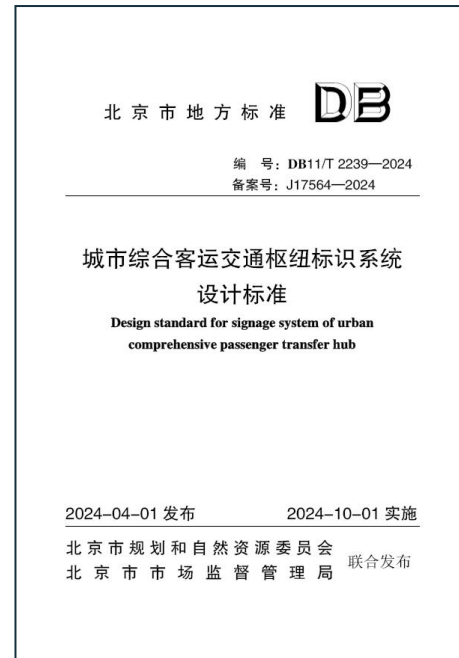 北京市地方标准 DB
编 号：DB11/T 2239—2024
备案号：J17564—2024
城市综合客运交通枢纽标识系统
设计标准
Design standard for signage system of urban
comprehensive passenger transfer hub
2024-04-01 发布 2024-10-01 实施
北京市规划和自然资源委员会
北京市市场监督管理局 联合发布